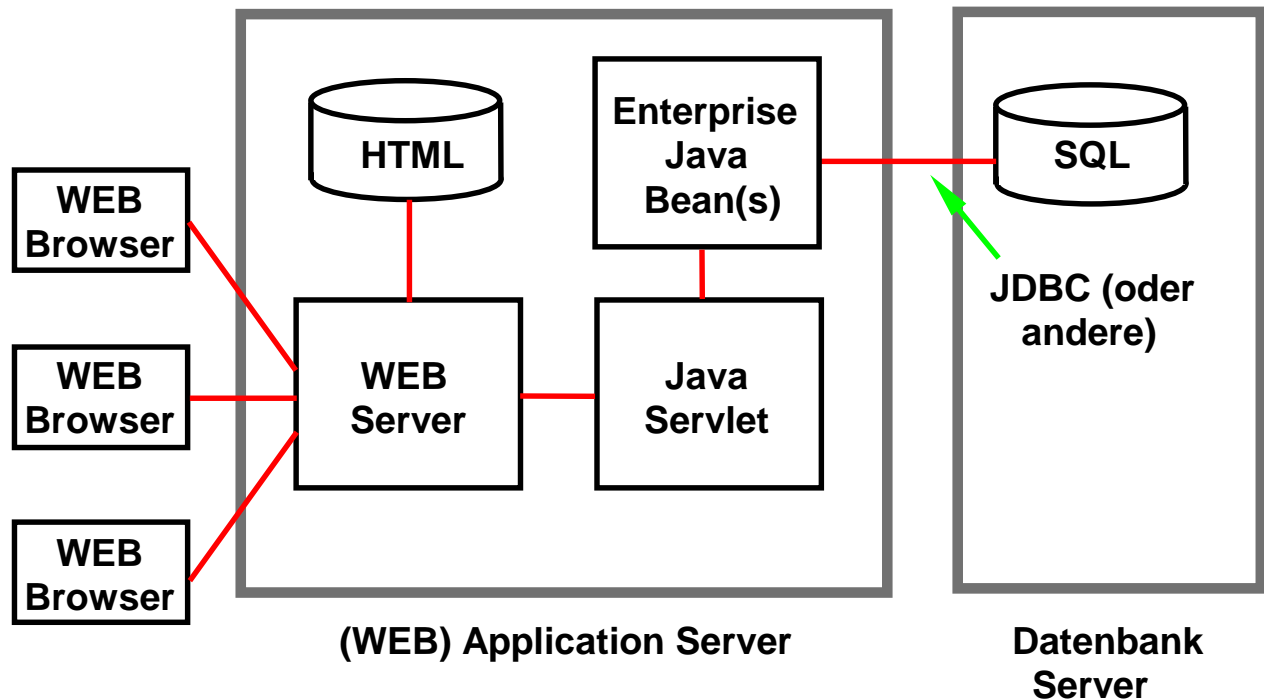 HTML
Enterprise
Java
Bean(s)
SQL
WEB
Browser
WEB
Browser
WEB
Browser
WEB
Server
Java
Servlet
JDBC (oder
andere)
(WEB) Application Server
Datenbank
Server